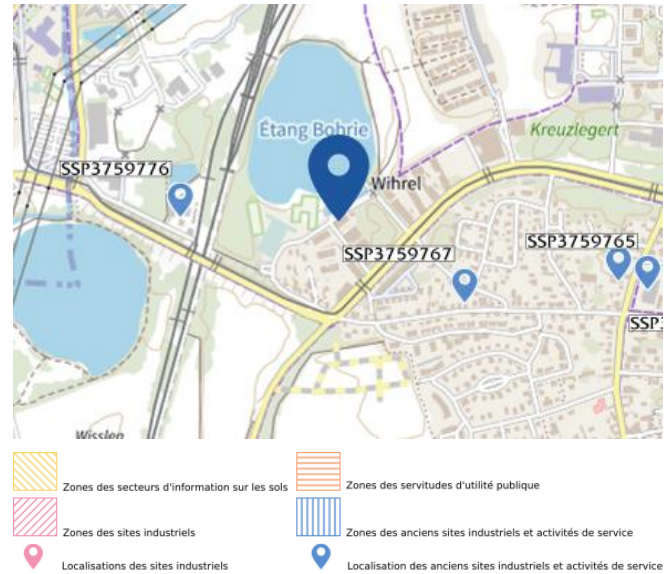 Étang Bohrie
Kreuzlegert
SSP3759776
Wihrel
SSP3759767
SSP3759765
SSP3
Wisslen
Zones des secteurs d'information sur les sols
Zones des servitudes d'utilité publique
Zones des sites industriels
Zones des anciens sites industriels et activités de service
Localisations des sites industriels
Localisation des anciens sites industriels et activités de service